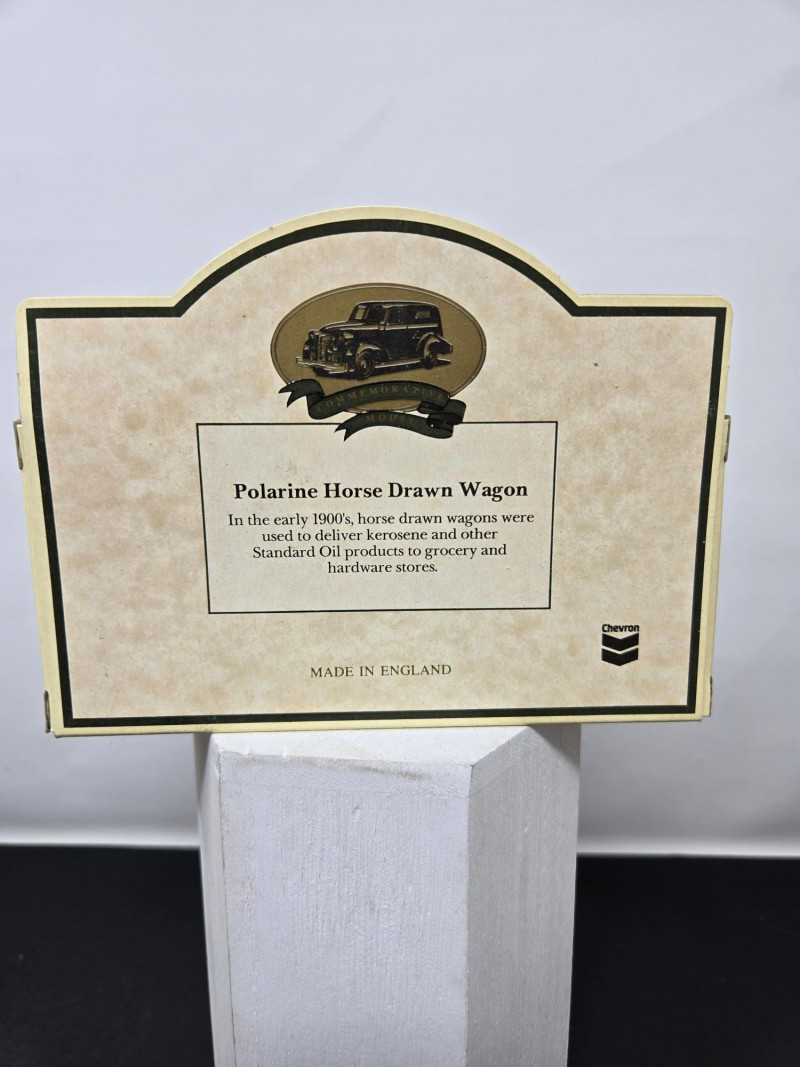 COMMEMORATIVE
MODELS
Polarine Horse Drawn Wagon
In the early 1900's, horse drawn wagons were
used to deliver kerosene and other
Standard Oil products to grocery and
hardware stores.
Chevron
MADE IN ENGLAND